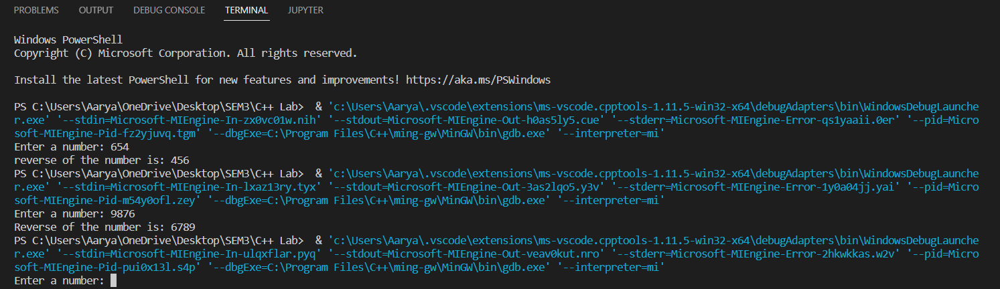 PROBLEMS OUTPUT DEBUG CONSOLE TERMINAL JUPYTER
Windows PowerShell
Copyright (C) Microsoft Corporation. All rights reserved.
Install the latest PowerShell for new features and improvements! https://aka.ms/PSWindows
PS C:\Users\Aarya\OneDrive\Desktop\SEM3\C++ Lab>  & 'c:\Users\Aarya\.vscode\extensions\ms-vscode.cpptools-1.11.5-win32-x64\debugAdapters\bin\WindowsDebugLaunche
r.exe' '--stdin=Microsoft-MIEngine-In-zx0vc01w.nih' '--stdout=Microsoft-MIEngine-Out-h0as5ly5.cue' '--stderr=Microsoft-MIEngine-Error-qs1yaaii.0er' '--pid=Micro
soft-MIEngine-Pid-fz2yjuvq.tgm' '--dbgExe=C:\Program Files\C++\ming-gw\MinGW\bin\gdb.exe' '--interpreter=mi'
Enter a number: 654
reverse of the number is: 456
PS C:\Users\Aarya\OneDrive\Desktop\SEM3\C++ Lab>  & 'c:\Users\Aarya\.vscode\extensions\ms-vscode.cpptools-1.11.5-win32-x64\debugAdapters\bin\WindowsDebugLaunche
r.exe' '--stdin=Microsoft-MIEngine-In-lxaz13ry.tyx' '--stdout=Microsoft-MIEngine-Out-3as2lqo5.y3v' '--stderr=Microsoft-MIEngine-Error-1y0a04jj.yai' '--pid=Micro
soft-MIEngine-Pid-m54y0ofl.zey' '--dbgExe=C:\Program Files\C++\ming-gw\MinGW\bin\gdb.exe' '--interpreter=mi'
Enter a number: 9876
Reverse of the number is: 6789
PS C:\Users\Aarya\OneDrive\Desktop\SEM3\C++ Lab>  & 'c:\Users\Aarya\.vscode\extensions\ms-vscode.cpptools-1.11.5-win32-x64\debugAdapters\bin\WindowsDebugLaunche
r.exe' '--stdin=Microsoft-MIEngine-In-ulqxflar.pyq' '--stdout=Microsoft-MIEngine-Out-veav0kut.nro' '--stderr=Microsoft-MIEngine-Error-2hkwkkas.w2v' '--pid=Micro
soft-MIEngine-Pid-pui0x13l.s4p' '--dbgExe=C:\Program Files\C++\ming-gw\MinGW\bin\gdb.exe' '--interpreter=mi'
Enter a number: